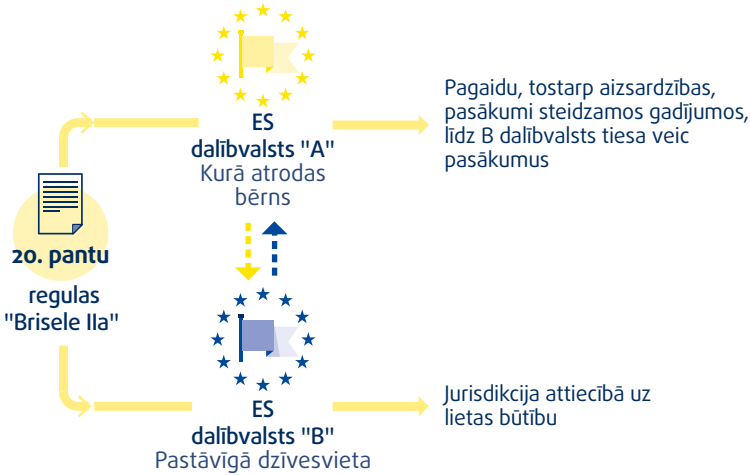 20. pantu
regulas
"Brisele IIa"
ES
dalībvalsts "A"
Kurā atrodas
bērns
Pagaidu, tostarp aizsardzības,
pasākumi steidzamos gadījumos,
līdz B dalībvalsts tiesa veic
pasākumus
ES
dalībvalsts "B"
Pastāvīgā dzīvesvieta
Jurisdikcija attiecībā uz
lietas būtību